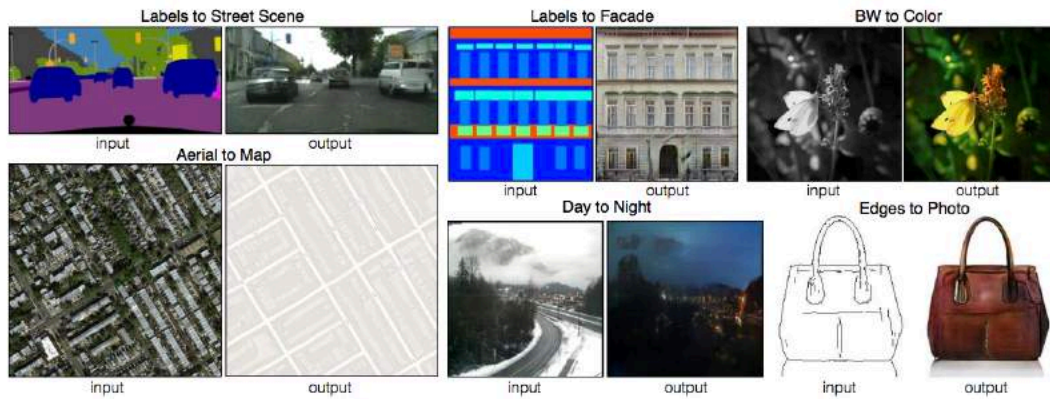 Labels to Street Scene
input
output
Aerial to Map
input
output
Labels to Facade
input
output
BW to Color
input
output
Day to Night
input
output
Edges to Photo
input
output